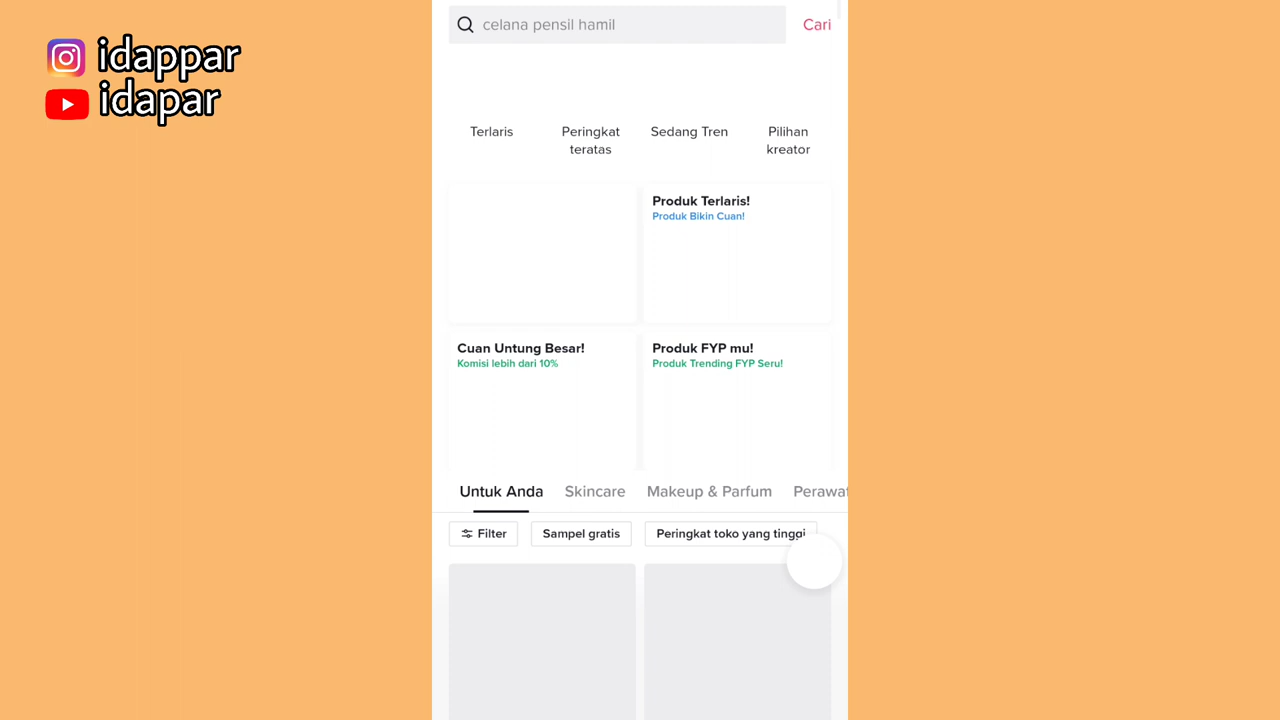 idappar
idapar
celana pensil hamil
Cari
Terlaris
Peringkat
teratas
Sedang Tren
Pilihan
kreator
Produk Terlaris!
Produk Bikin Cuan!
Cuan Untung Besar!
Komisi lebih dari 10%
Produk FYP mu!
Produk Trending FYP Seru!
Untuk Anda
Skincare
Makeup & Parfum
Perawat
Filter
Sampel gratis
Peringkat toko yang tinggi